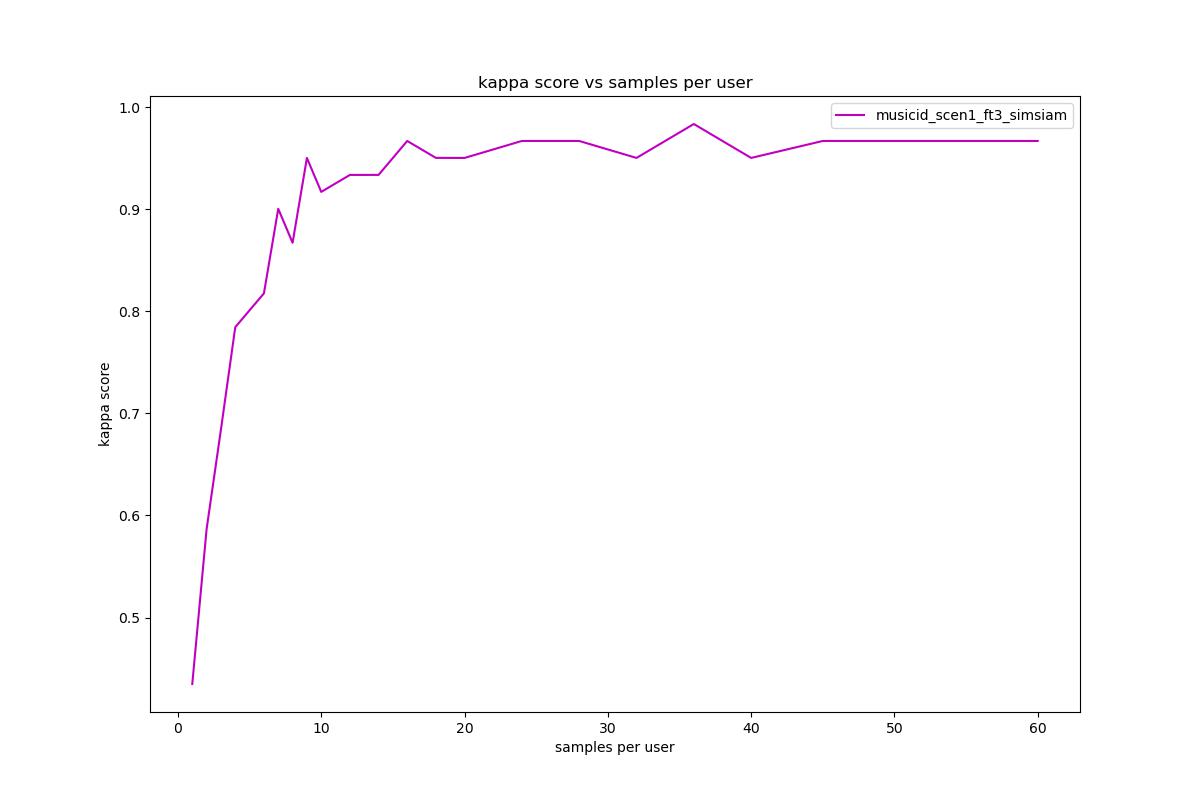 kappa score vs samples per user
musicid_scen1_ft3_simsiam
1.0
0.9
0.8
0.7
0.6
0.5
kappa score
0 10 20 30 40 50 60
samples per user